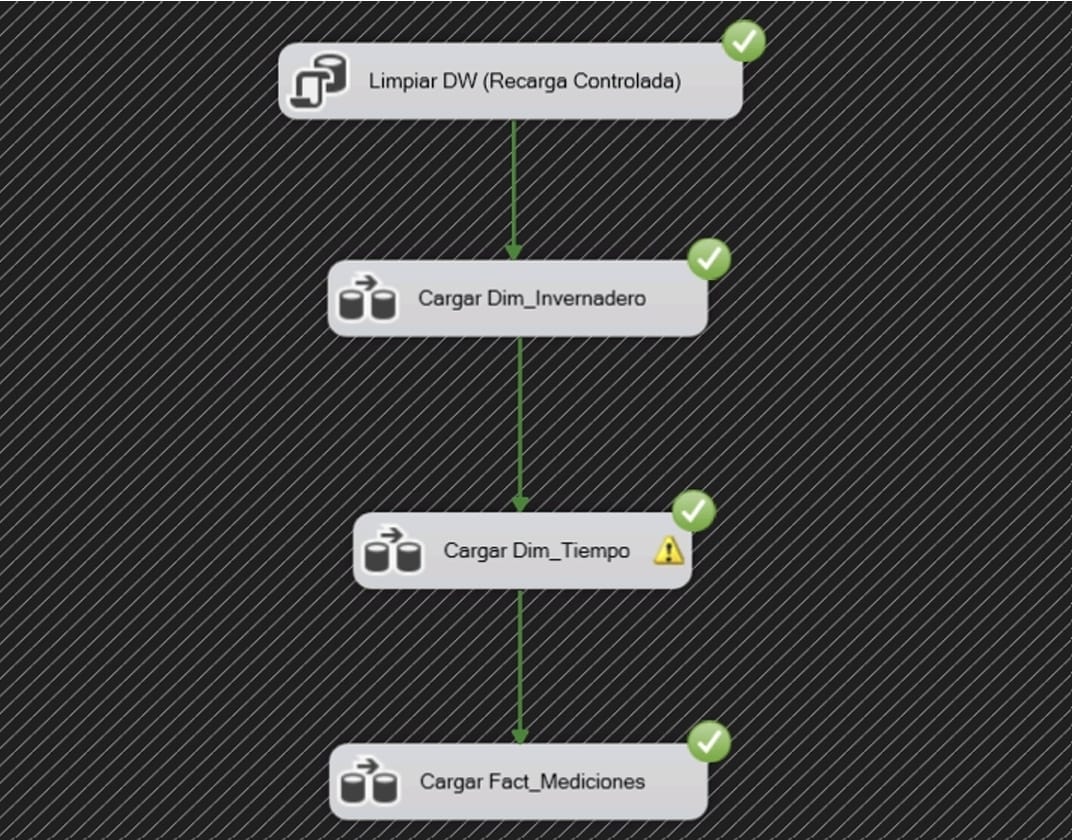 Limpiar DW (Recarga Controlada)
Cargar Dim_Invernadero
Cargar Dim_Tiempo
Cargar Fact_Mediciones